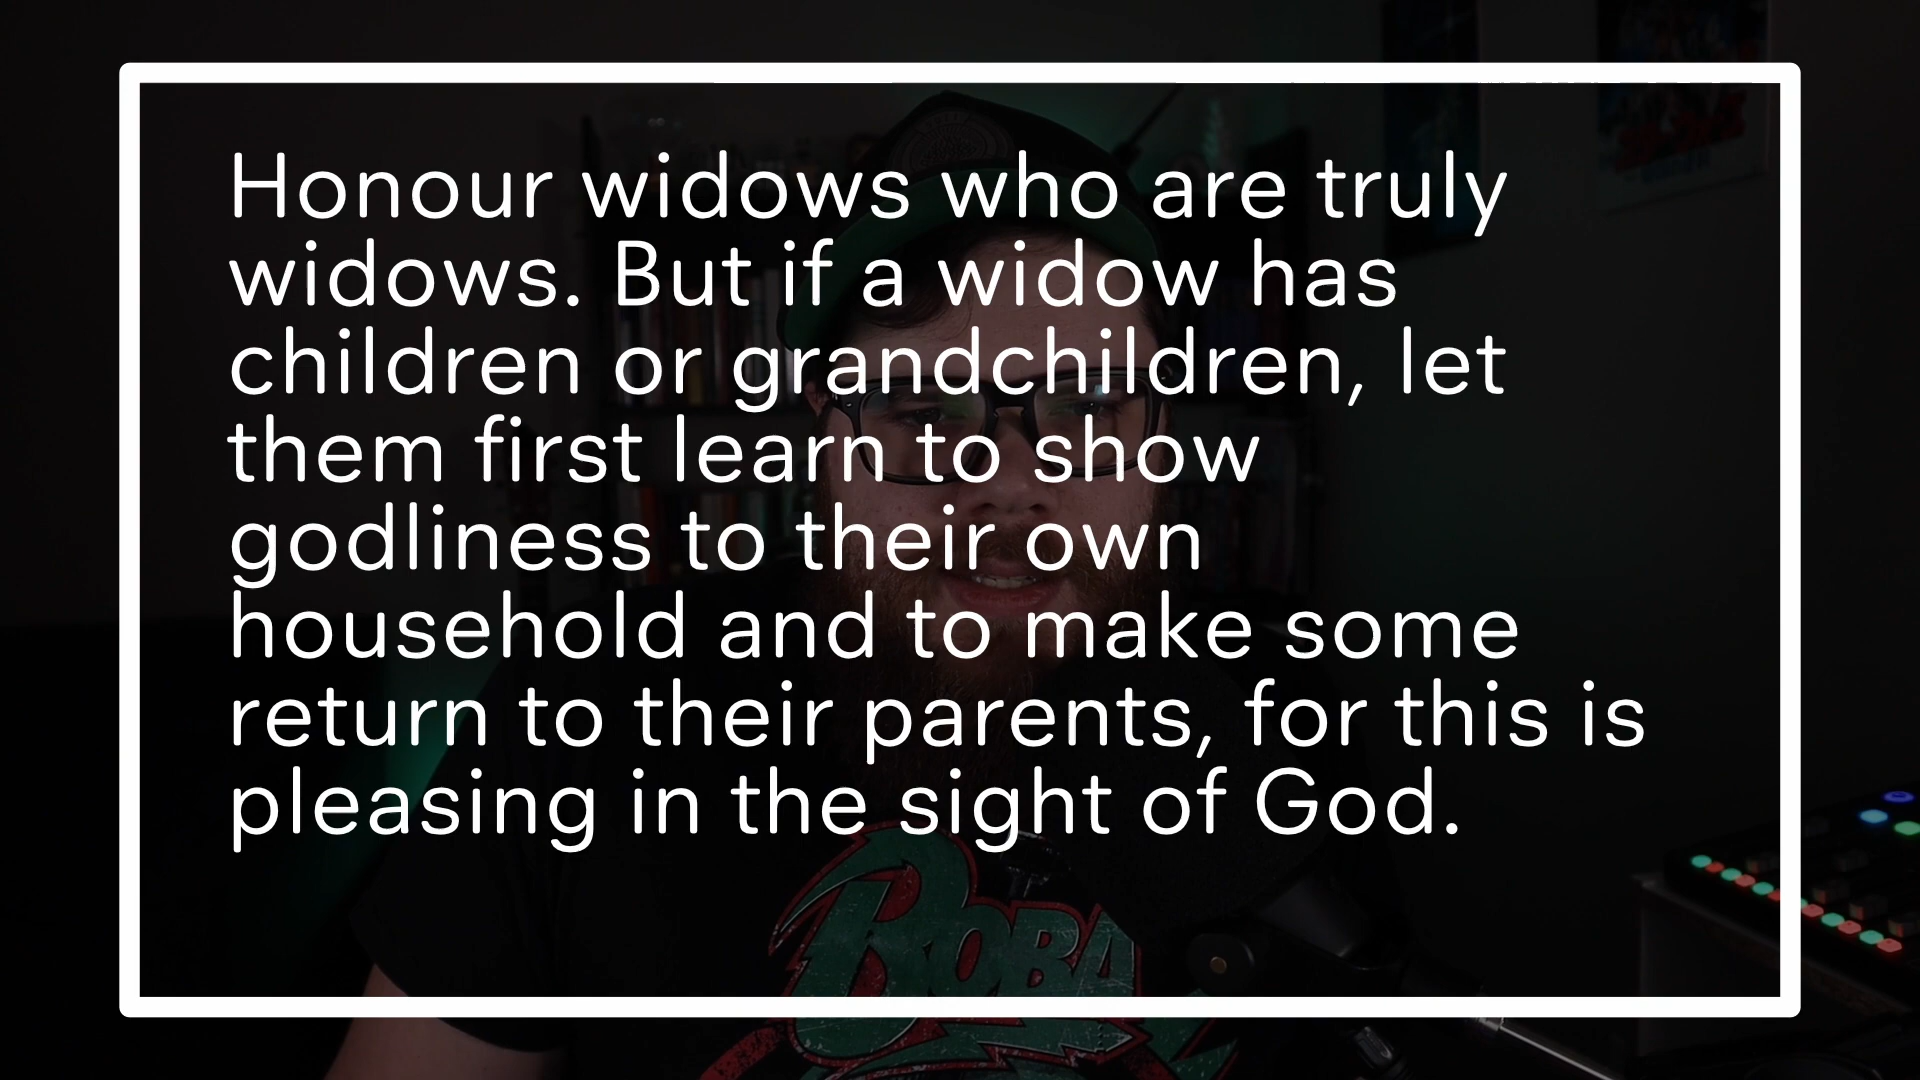 Honour widows who are truly
widows. But if a widow has
children or grandchildren, let
them first learn to show
godliness to their own
household and to make some
return to their parents, for this is
pleasing in the sight of God.
BOBA